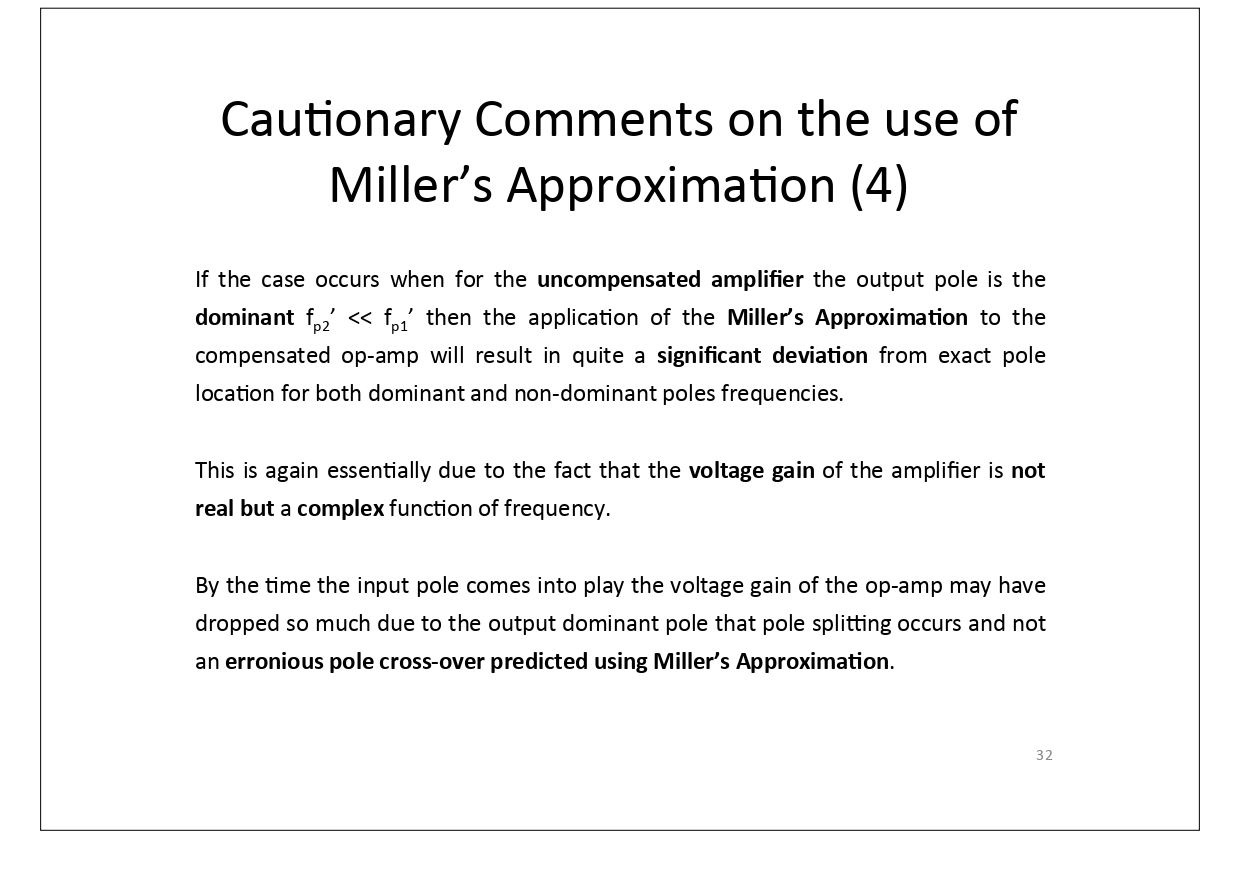 Cautionary Comments on the use of
Miller’s Approximation (4)
If the case occurs when for the uncompensated amplifier the output pole is the
dominant fp2’ << fp1’ then the application of the Miller’s Approximation to the
compensated op-amp will result in quite a significant deviation from exact pole
location for both dominant and non-dominant poles frequencies.
This is again essentially due to the fact that the voltage gain of the amplifier is not
real but a complex function of frequency.
By the time the input pole comes into play the voltage gain of the op-amp may have
dropped so much due to the output dominant pole that pole splitting occurs and not
an erronious pole cross-over predicted using Miller’s Approximation.
32